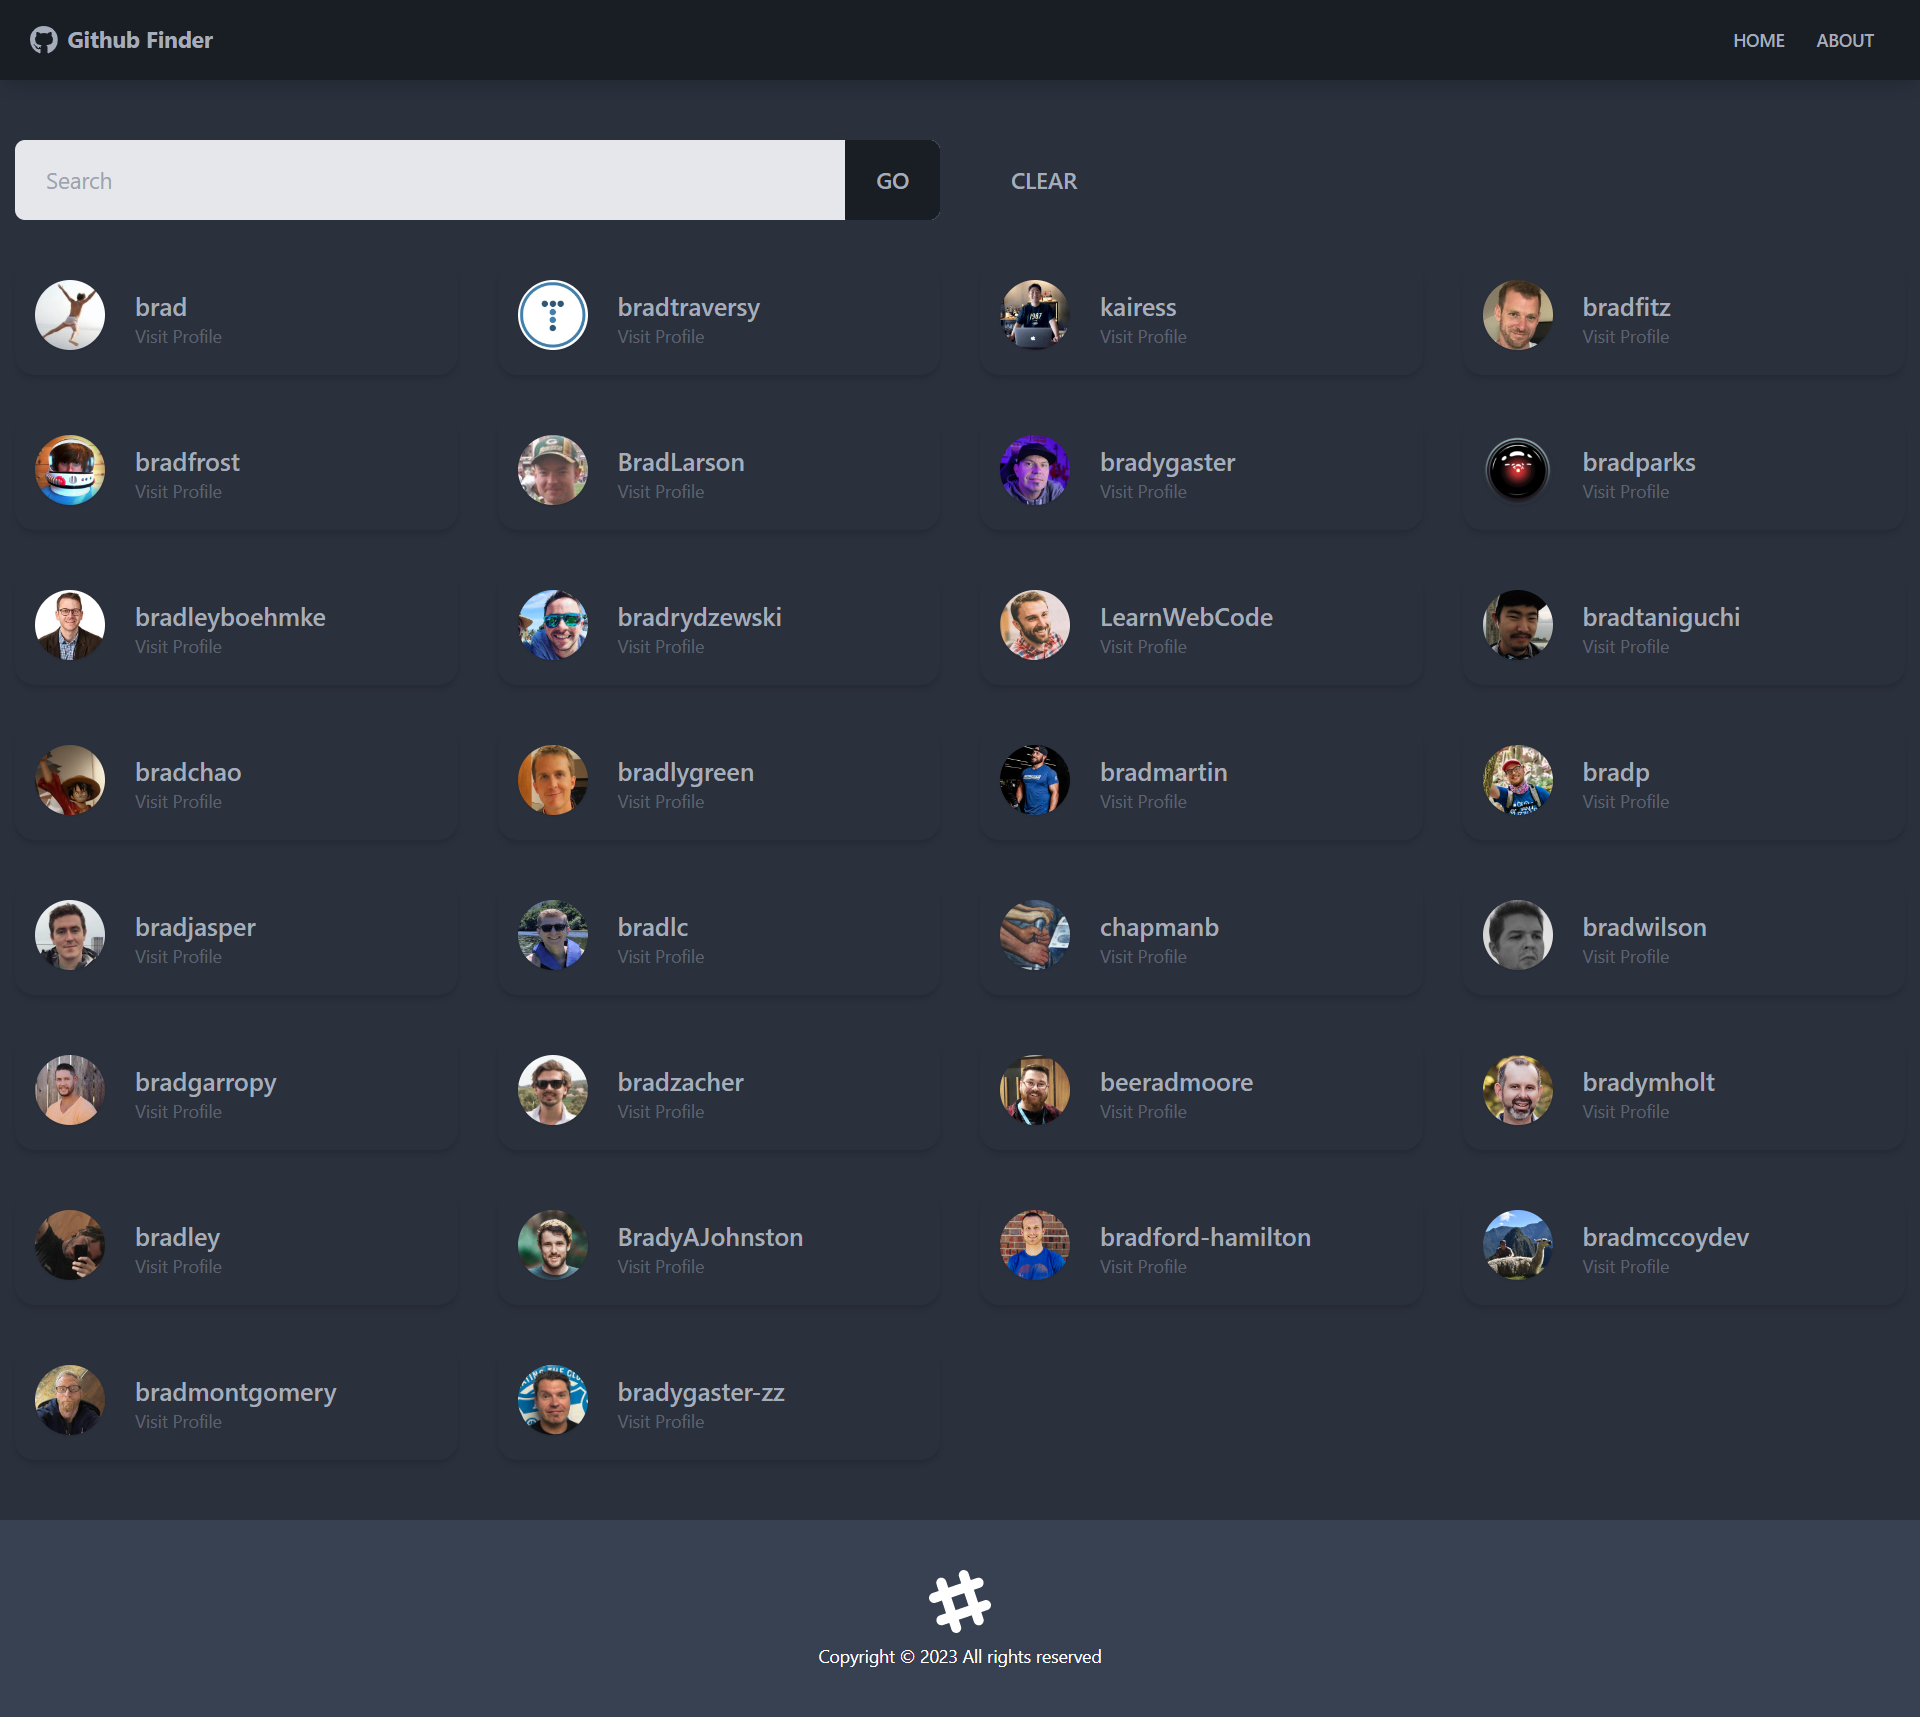 Github Finder
HOME
ABOUT
Search
GO
CLEAR
brad
Visit Profile
bradtraversy
Visit Profile
kairess
Visit Profile
bradfitz
Visit Profile
bradfrost
Visit Profile
BradLarson
Visit Profile
bradygaster
Visit Profile
bradparks
Visit Profile
bradleyboehmke
Visit Profile
bradrydzewski
Visit Profile
LearnWebCode
Visit Profile
bradtaniguchi
Visit Profile
bradchao
Visit Profile
bradlygreen
Visit Profile
bradmartin
Visit Profile
bradp
Visit Profile
bradjasper
Visit Profile
bradlc
Visit Profile
chapmanb
Visit Profile
bradwilson
Visit Profile
bradgarropy
Visit Profile
bradzacher
Visit Profile
beeradmoore
Visit Profile
bradymholt
Visit Profile
bradley
Visit Profile
BradyAJohnston
Visit Profile
bradford-hamilton
Visit Profile
bradmccoydev
Visit Profile
bradmontgomery
Visit Profile
bradygaster-zz
Visit Profile
Copyright © 2023 All rights reserved